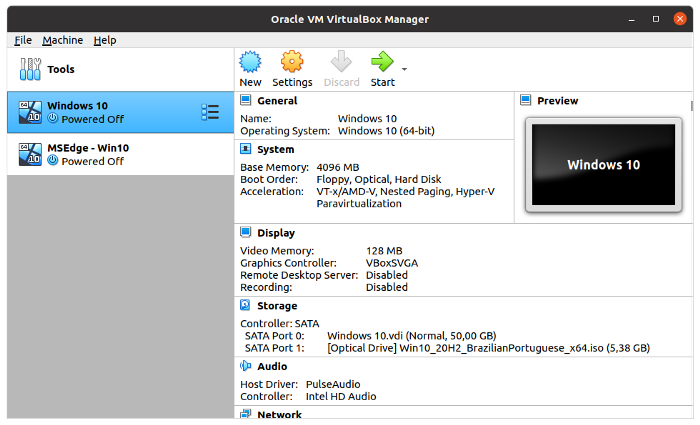 Oracle VM VirtualBox Manager
File Machine Help
Tools
New Settings Discard Start
64 10 Windows 10
Powered Off
64 10 MSEdge - Win10
Powered Off
General
Name: Windows 10
Operating System: Windows 10 (64-bit)
System
Base Memory: 4096 MB
Boot Order: Floppy, Optical, Hard Disk
Acceleration: VT-x/AMD-V, Nested Paging, Hyper-V
Paravirtualization
Preview
Windows 10
Display
Video Memory: 128 MB
Graphics Controller: VBoxSVGA
Remote Desktop Server: Disabled
Recording: Disabled
Storage
Controller: SATA
SATA Port 0: Windows 10.vdi (Normal, 50,00 GB)
SATA Port 1: [Optical Drive] Win10_20H2_BrazilianPortuguese_x64.iso (5,38 GB)
Audio
Host Driver: PulseAudio
Controller: Intel HD Audio
Network